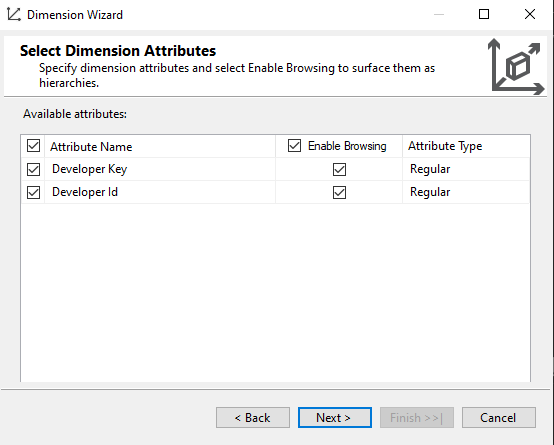 Dimension Wizard
Select Dimension Attributes
Specify dimension attributes and select Enable Browsing to surface them as
hierarchies.
Available attributes:
Attribute Name Enable Browsing Attribute Type
Developer Key Regular
Developer Id Regular
< Back Next > Finish >>| Cancel